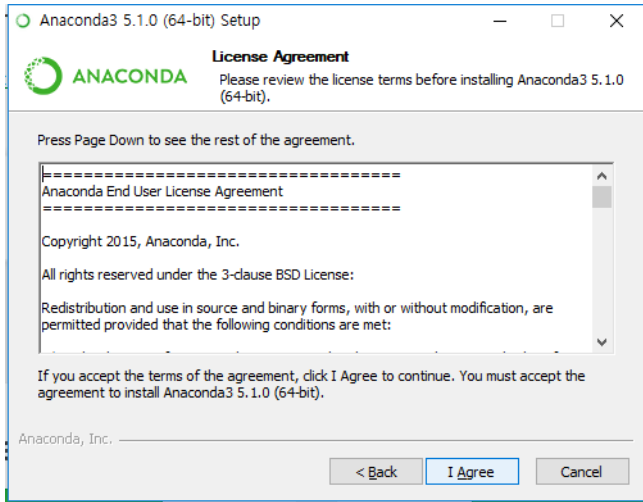 Anaconda3 5.1.0 (64-bit) Setup
ANACONDA
License Agreement
Please review the license terms before installing Anaconda3 5.1.0
(64-bit).
Press Page Down to see the rest of the agreement.
===================================
Anaconda End User License Agreement
===================================
Copyright 2015, Anaconda, Inc.
All rights reserved under the 3-clause BSD License:
Redistribution and use in source and binary forms, with or without modification, are
permitted provided that the following conditions are met:
If you accept the terms of the agreement, click I Agree to continue. You must accept the
agreement to install Anaconda3 5.1.0 (64-bit).
Anaconda, Inc.
< Back
I Agree
Cancel